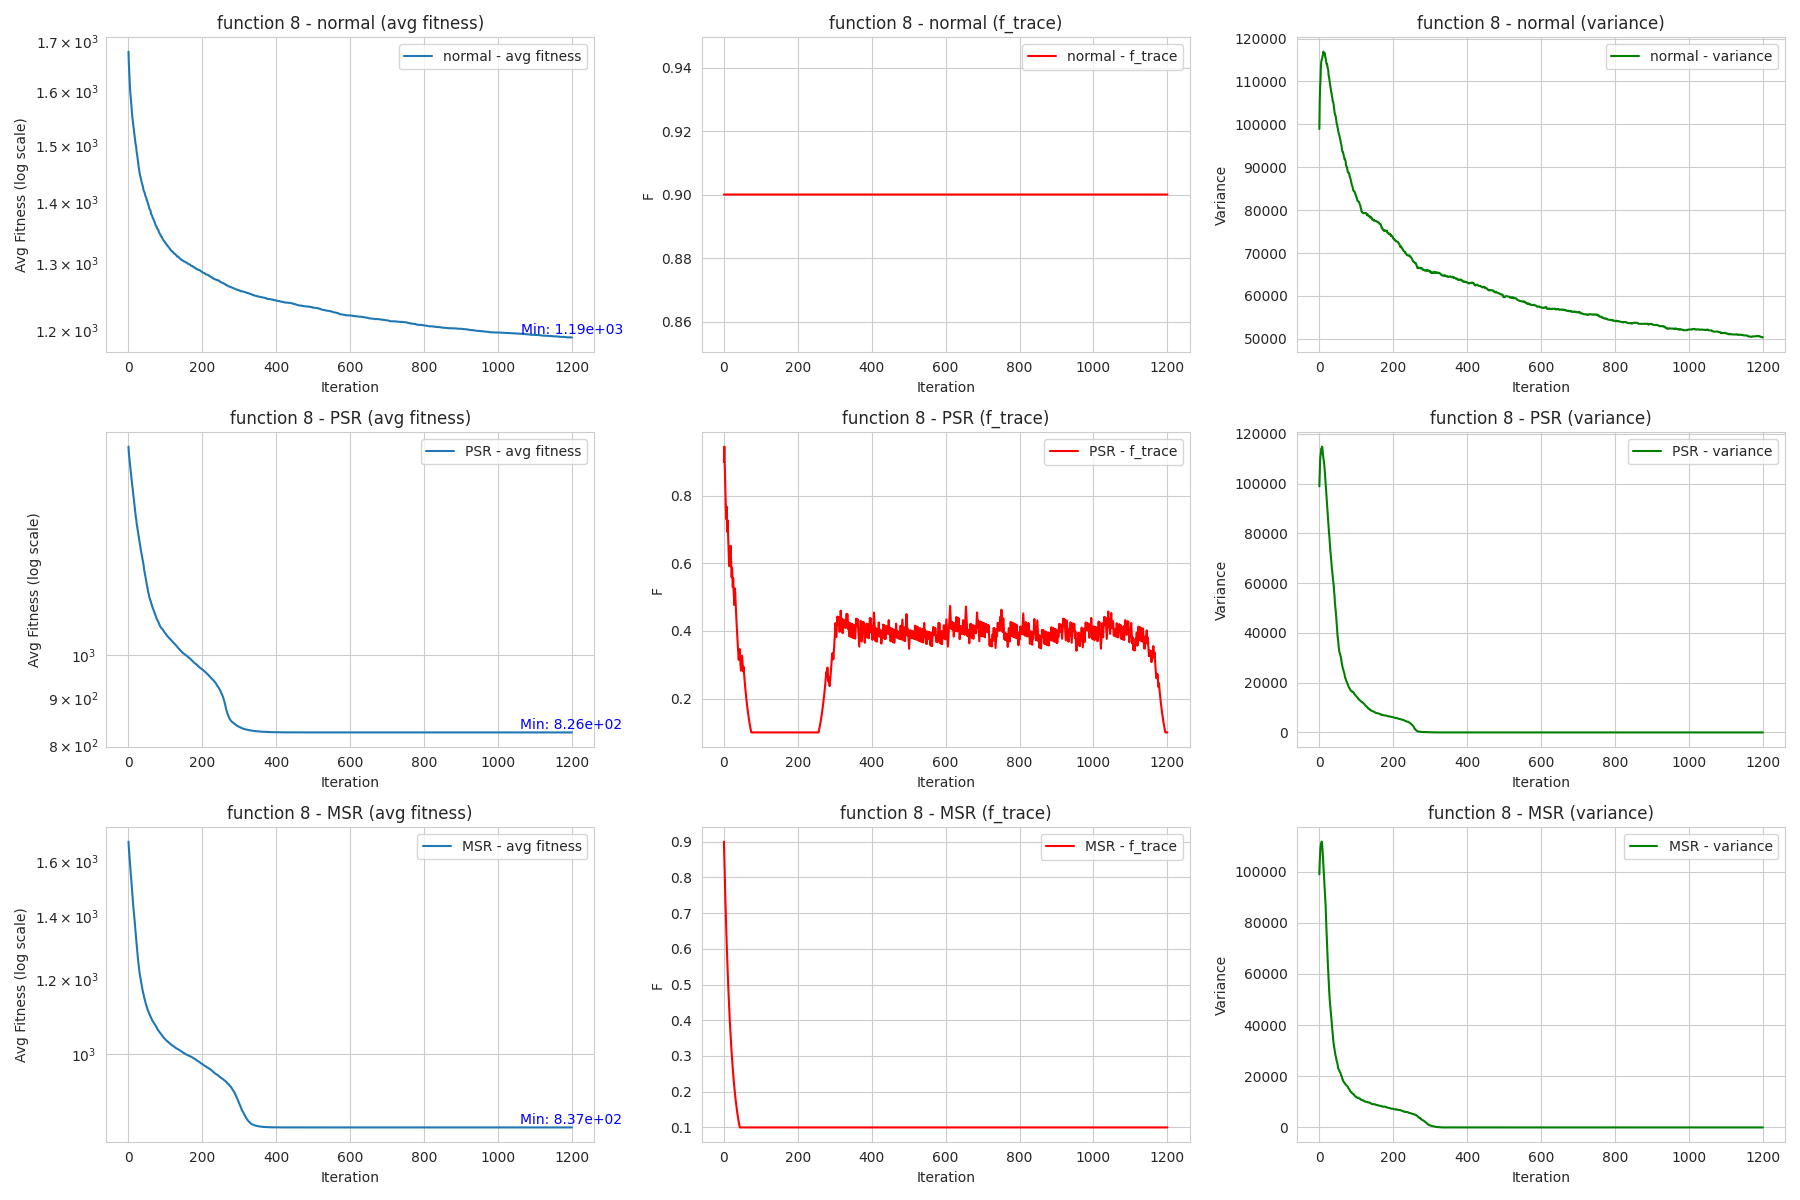 function 8 - normal (avg fitness)
1.7 × 10³
1.6 × 10³
1.5 × 10³
1.4 × 10³
1.3 × 10³
1.2 × 10³
Avg Fitness (log scale)
normal - avg fitness
Min: 1.19e+03
0 200 400 600 800 1000 1200
Iteration
function 8 - normal (f_trace)
0.94
0.92
0.90
0.88
0.86
F
normal - f_trace
0 200 400 600 800 1000 1200
Iteration
function 8 - normal (variance)
120000
110000
100000
90000
80000
70000
60000
50000
Variance
normal - variance
0 200 400 600 800 1000 1200
Iteration
function 8 - PSR (avg fitness)
10³
9 × 10²
8 × 10²
Avg Fitness (log scale)
PSR - avg fitness
Min: 8.26e+02
0 200 400 600 800 1000 1200
Iteration
function 8 - PSR (f_trace)
0.8
0.6
0.4
0.2
F
PSR - f_trace
0 200 400 600 800 1000 1200
Iteration
function 8 - PSR (variance)
120000
100000
80000
60000
40000
20000
0
Variance
PSR - variance
0 200 400 600 800 1000 1200
Iteration
function 8 - MSR (avg fitness)
1.6 × 10³
1.4 × 10³
1.2 × 10³
10³
Avg Fitness (log scale)
MSR - avg fitness
Min: 8.37e+02
0 200 400 600 800 1000 1200
Iteration
function 8 - MSR (f_trace)
0.9
0.8
0.7
0.6
0.5
0.4
0.3
0.2
0.1
F
MSR - f_trace
0 200 400 600 800 1000 1200
Iteration
function 8 - MSR (variance)
100000
80000
60000
40000
20000
0
Variance
MSR - variance
0 200 400 600 800 1000 1200
Iteration